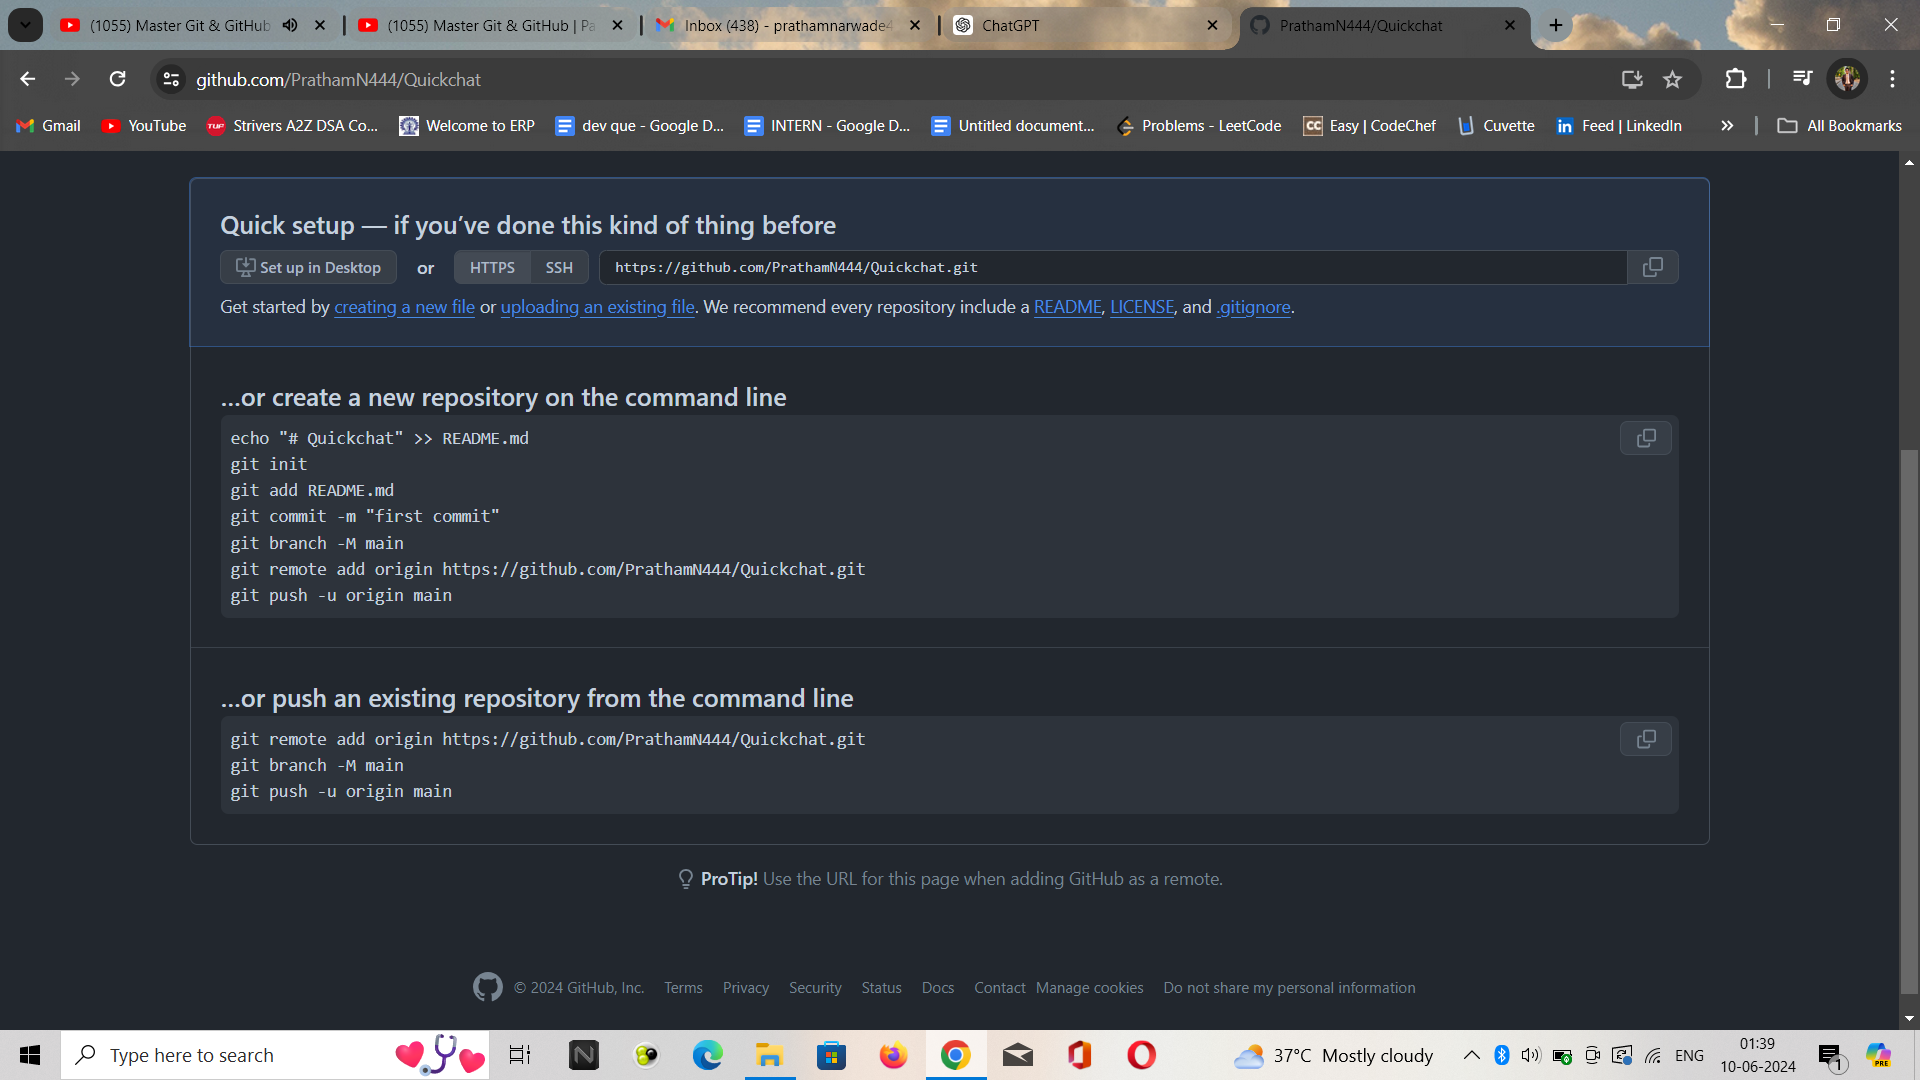 (1055) Master Git & GitHub
(1055) Master Git & GitHub | Pa
Inbox (438) - prathamnarwade4
ChatGPT
PrathamN444/Quickchat
github.com/PrathamN444/Quickchat
Gmail
YouTube
TUF
Strivers A2Z DSA Co...
Welcome to ERP
dev que - Google D...
INTERN - Google D...
Untitled document...
Problems - LeetCode
CC
Easy | CodeChef
Cuvette
in
Feed | LinkedIn
All Bookmarks
Quick setup — if you’ve done this kind of thing before
Set up in Desktop or HTTPS SSH https://github.com/PrathamN444/Quickchat.git
Get started by creating a new file or uploading an existing file. We recommend every repository include a README, LICENSE, and .gitignore.
…or create a new repository on the command line
echo "# Quickchat" >> README.md
git init
git add README.md
git commit -m "first commit"
git branch -M main
git remote add origin https://github.com/PrathamN444/Quickchat.git
git push -u origin main
…or push an existing repository from the command line
git remote add origin https://github.com/PrathamN444/Quickchat.git
git branch -M main
git push -u origin main
ProTip! Use the URL for this page when adding GitHub as a remote.
© 2024 GitHub, Inc. Terms Privacy Security Status Docs Contact Manage cookies Do not share my personal information
Type here to search
N
37°C Mostly cloudy
ENG
01:39
10-06-2024
1
PRE